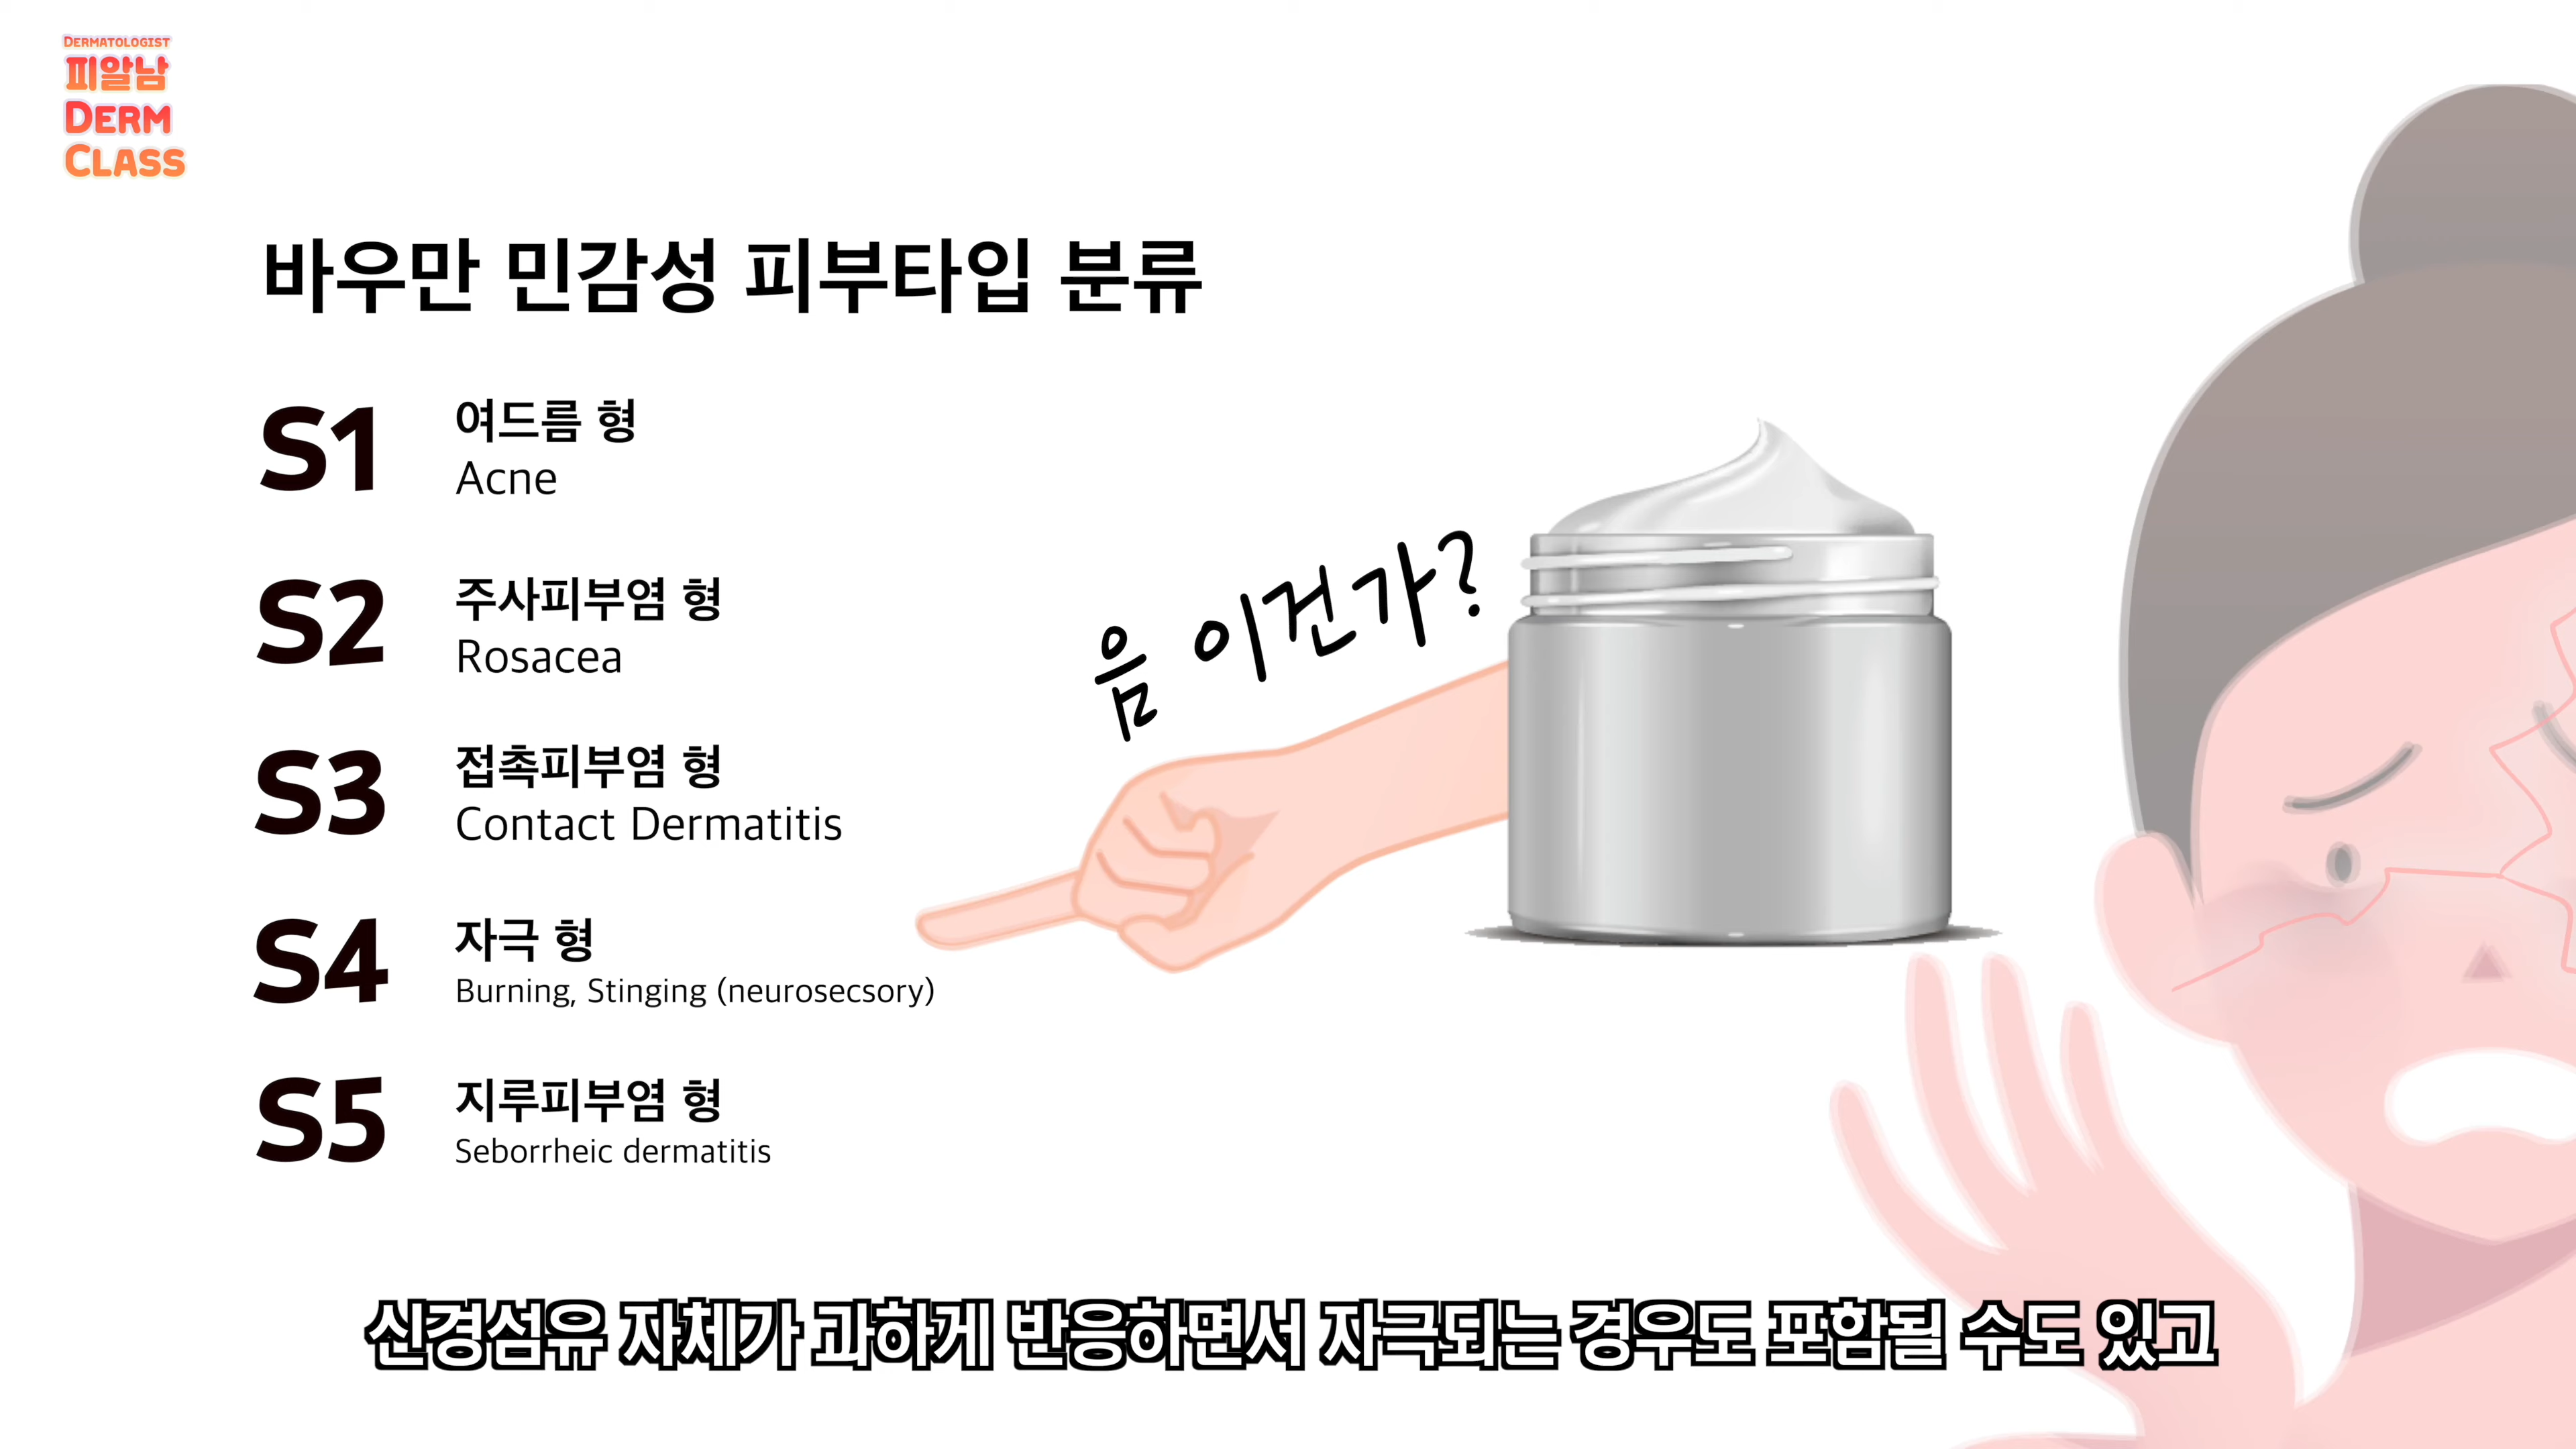 DERMATOLOGIST
피알남
DERM
CLASS
바우만 민감성 피부타입 분류
S1
여드름 형
Acne
S2
주사피부염 형
Rosacea
S3
접촉피부염 형
Contact Dermatitis
S4
자극 형
Burning, Stinging (neurosecsory)
S5
지루피부염 형
Seborrheic dermatitis
음 이건가?
신경섬유 자체가 과하게 반응하면서 자극되는 경우도 포함될 수도 있고